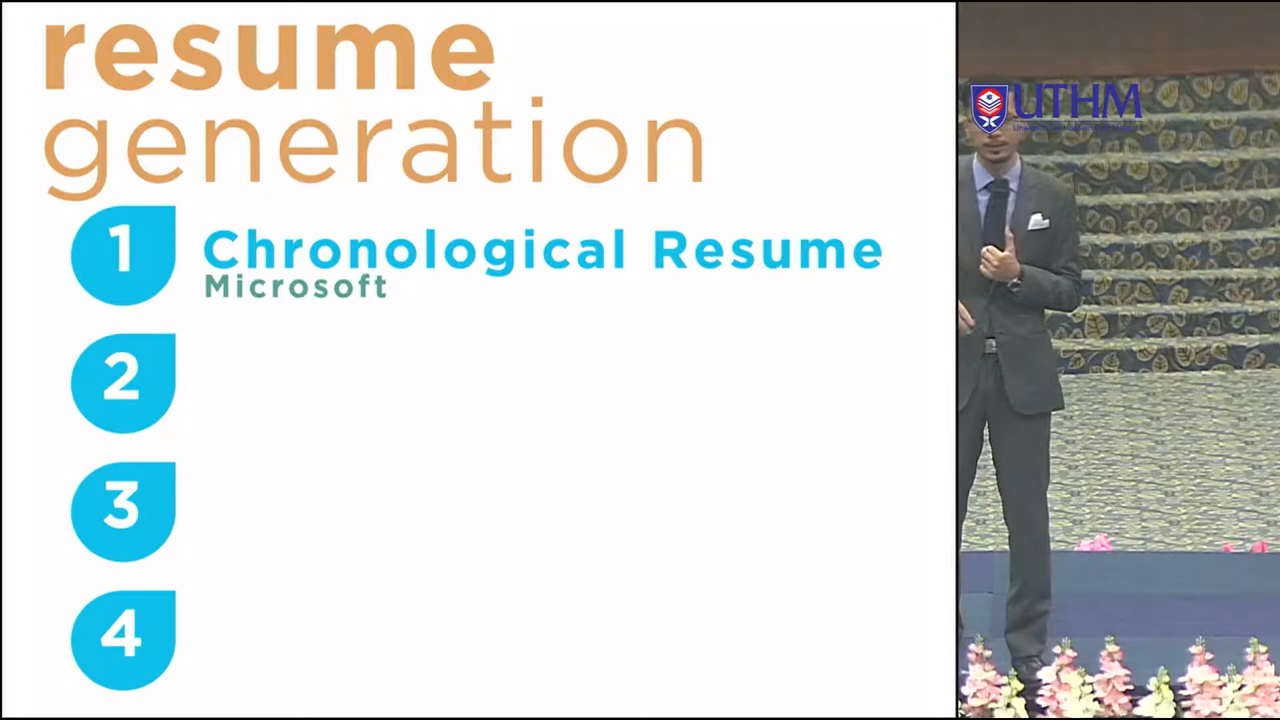 resume
generation
1 Chronological Resume
Microsoft
2
3
4
UTHM